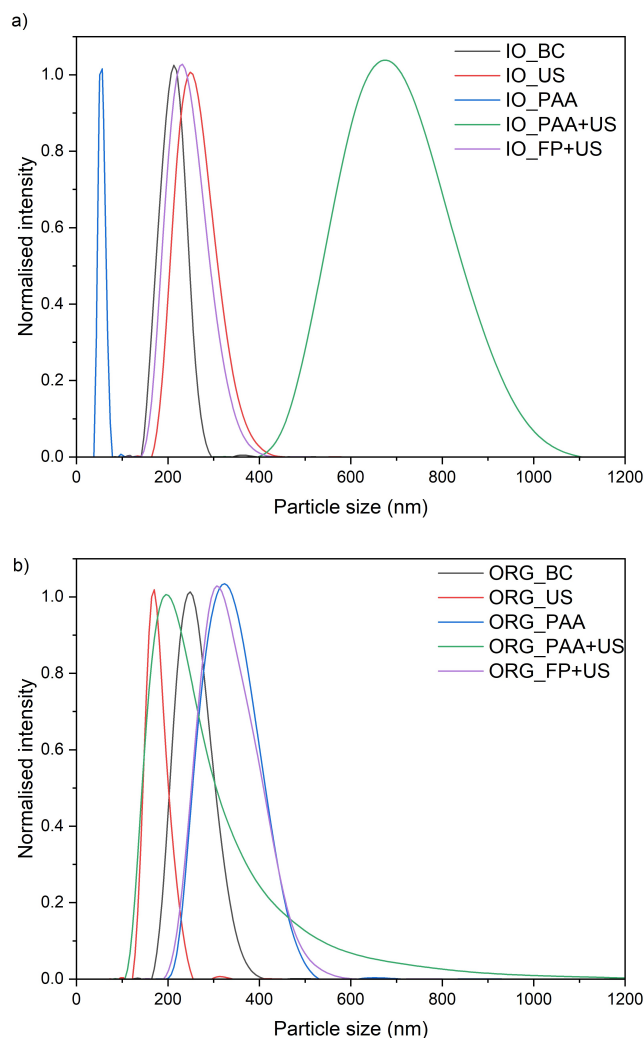 a)
IO_BC
IO_US
IO_PAA
IO_PAA+US
IO_FP+US
Normalised intensity
1.0
0.8
0.6
0.4
0.2
0.0
0 200 400 600 800 1000 1200
Particle size (nm)
b)
ORG_BC
ORG_US
ORG_PAA
ORG_PAA+US
ORG_FP+US
Normalised intensity
1.0
0.8
0.6
0.4
0.2
0.0
0 200 400 600 800 1000 1200
Particle size (nm)